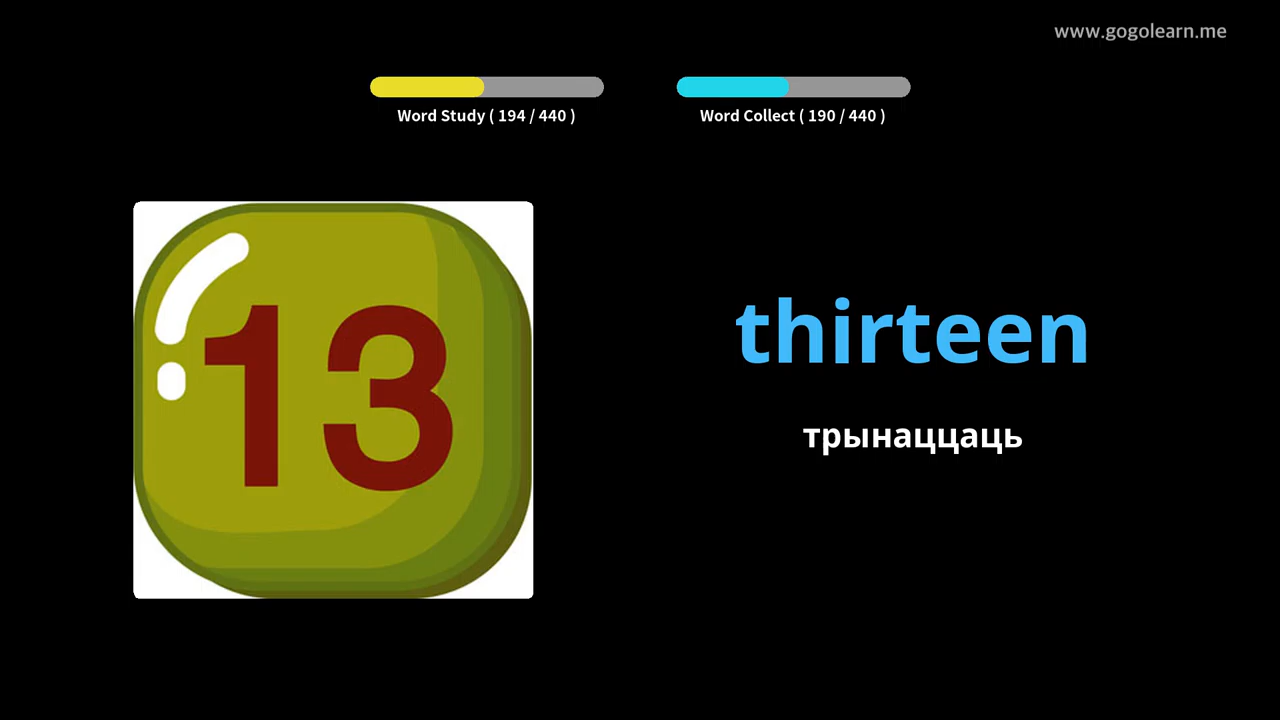 www.gogolearn.me
Word Study ( 194 / 440 )
Word Collect ( 190 / 440 )
13
thirteen
трынаццаць